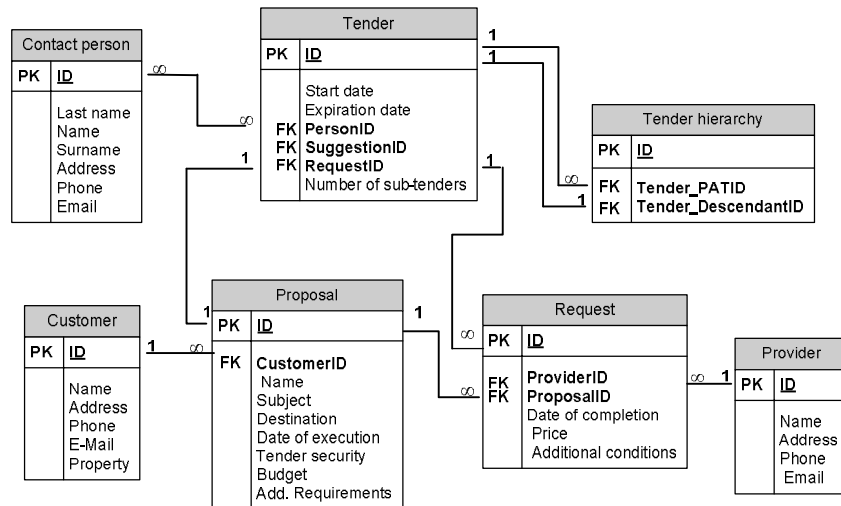 Contact person
PK ID
Last name
Name
Surname
Address
Phone
Email
∞
∞
Tender
PK ID
Start date
Expiration date
FK PersonID
FK SuggestionID
FK RequestID
Number of sub-tenders
1
1
1
1
Tender hierarchy
PK ID
∞ FK Tender_PATID
1 FK Tender_DescendantID
Customer
PK ID
Name
Address
Phone
E-Mail
Property
1
∞
1
Proposal
PK ID
FK CustomerID
Name
Subject
Destination
Date of execution
Tender security
Budget
Add. Requirements
1
∞
∞
Request
PK ID
FK ProviderID
FK ProposalID
Date of completion
Price
Additional conditions
∞
1
Provider
PK ID
Name
Address
Phone
Email